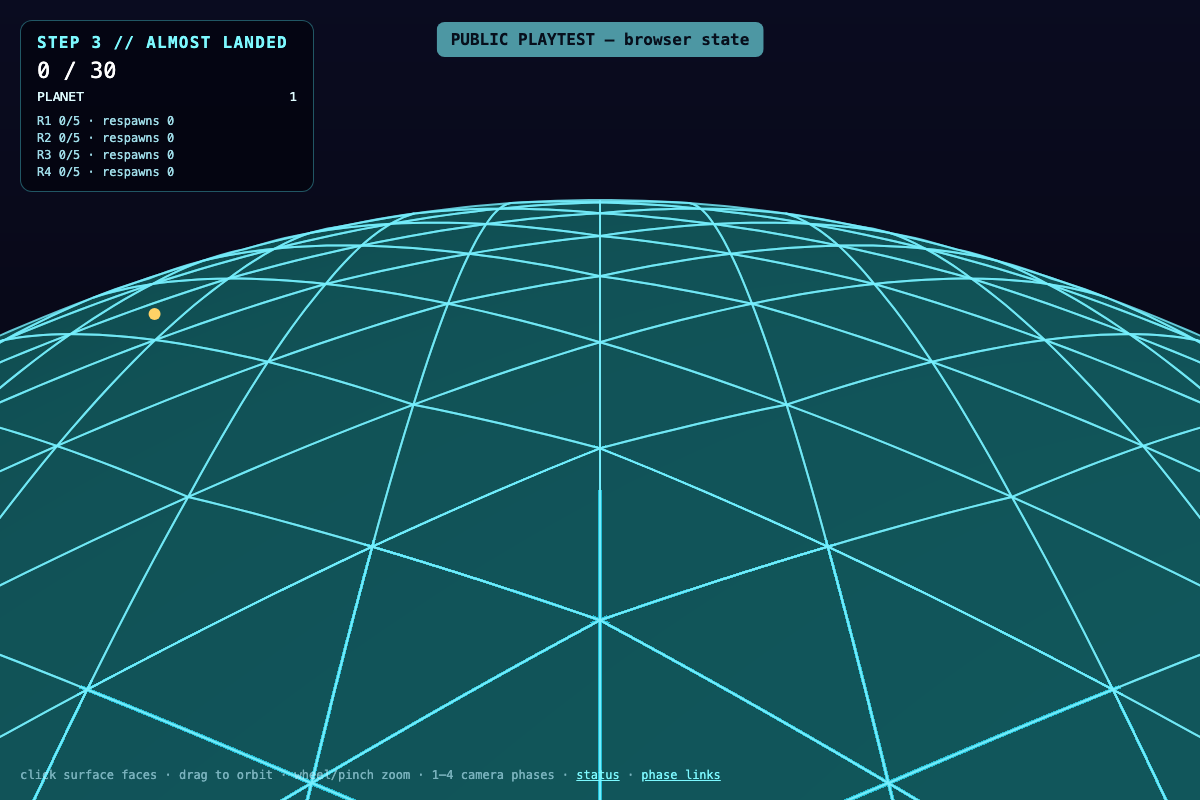 STEP 3 // ALMOST LANDED
0 / 30
PLANET 1
R1 0/5 · respawns 0
R2 0/5 · respawns 0
R3 0/5 · respawns 0
R4 0/5 · respawns 0
PUBLIC PLAYTEST — browser state
click surface faces · drag to orbit · wheel/pinch zoom · 1–4 camera phases · status · phase links